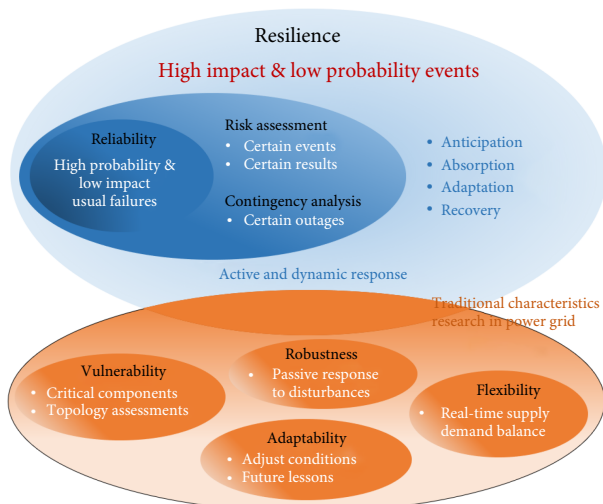 Resilience
High impact & low probability events
Reliability
High probability &
low impact
usual failures
Risk assessment
• Certain events
• Certain results
Contingency analysis
• Certain outages
• Anticipation
• Absorption
• Adaptation
• Recovery
Active and dynamic response
Traditional characteristics
research in power grid
Vulnerability
• Critical components
• Topology assessments
Robustness
• Passive response
to disturbances
Flexibility
• Real-time supply
demand balance
Adaptability
• Adjust conditions
• Future lessons